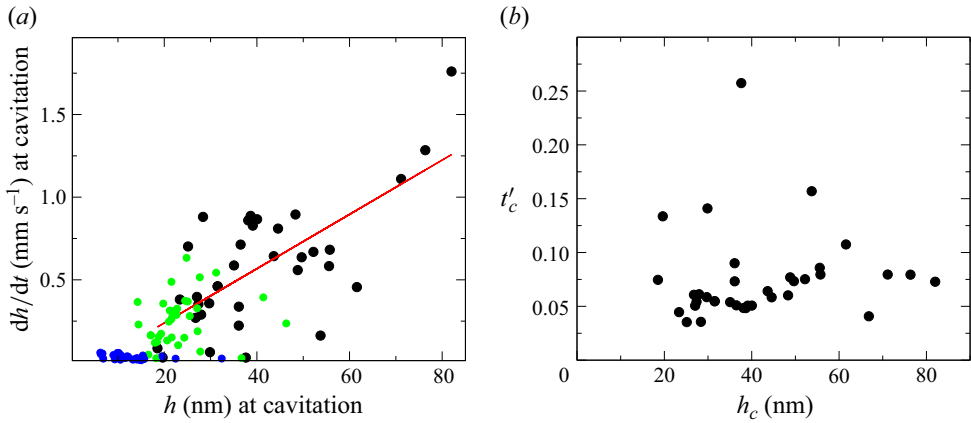 (a)
dh/dt (mm s⁻¹) at cavitation
1.5
1.0
0.5
20 40 60 80
h (nm) at cavitation
(b)
t′c
0.25
0.20
0.15
0.10
0.05
0 20 40 60 80
hc (nm)